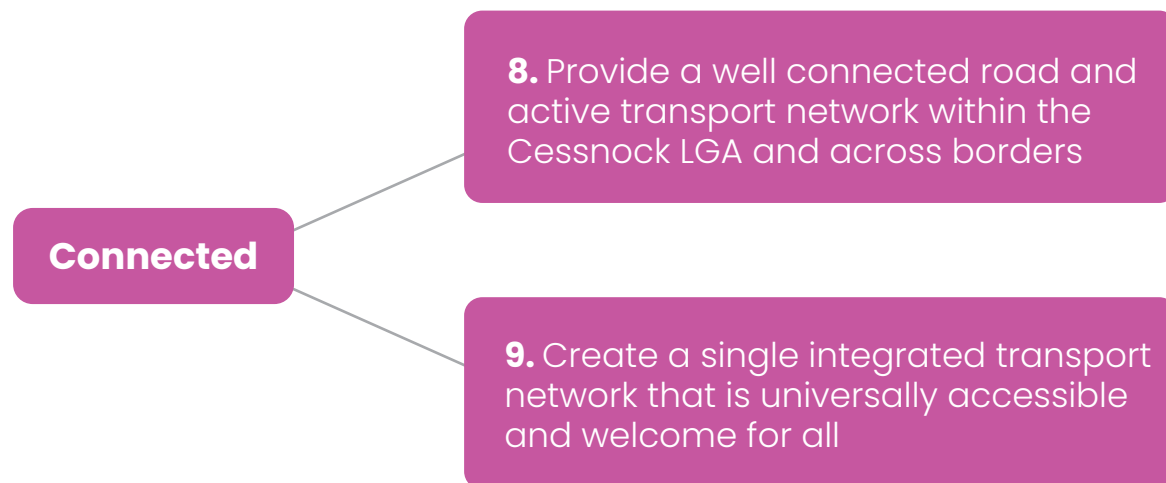 8. Provide a well connected road and
active transport network within the
Cessnock LGA and across borders
Connected
9. Create a single integrated transport
network that is universally accessible
and welcome for all